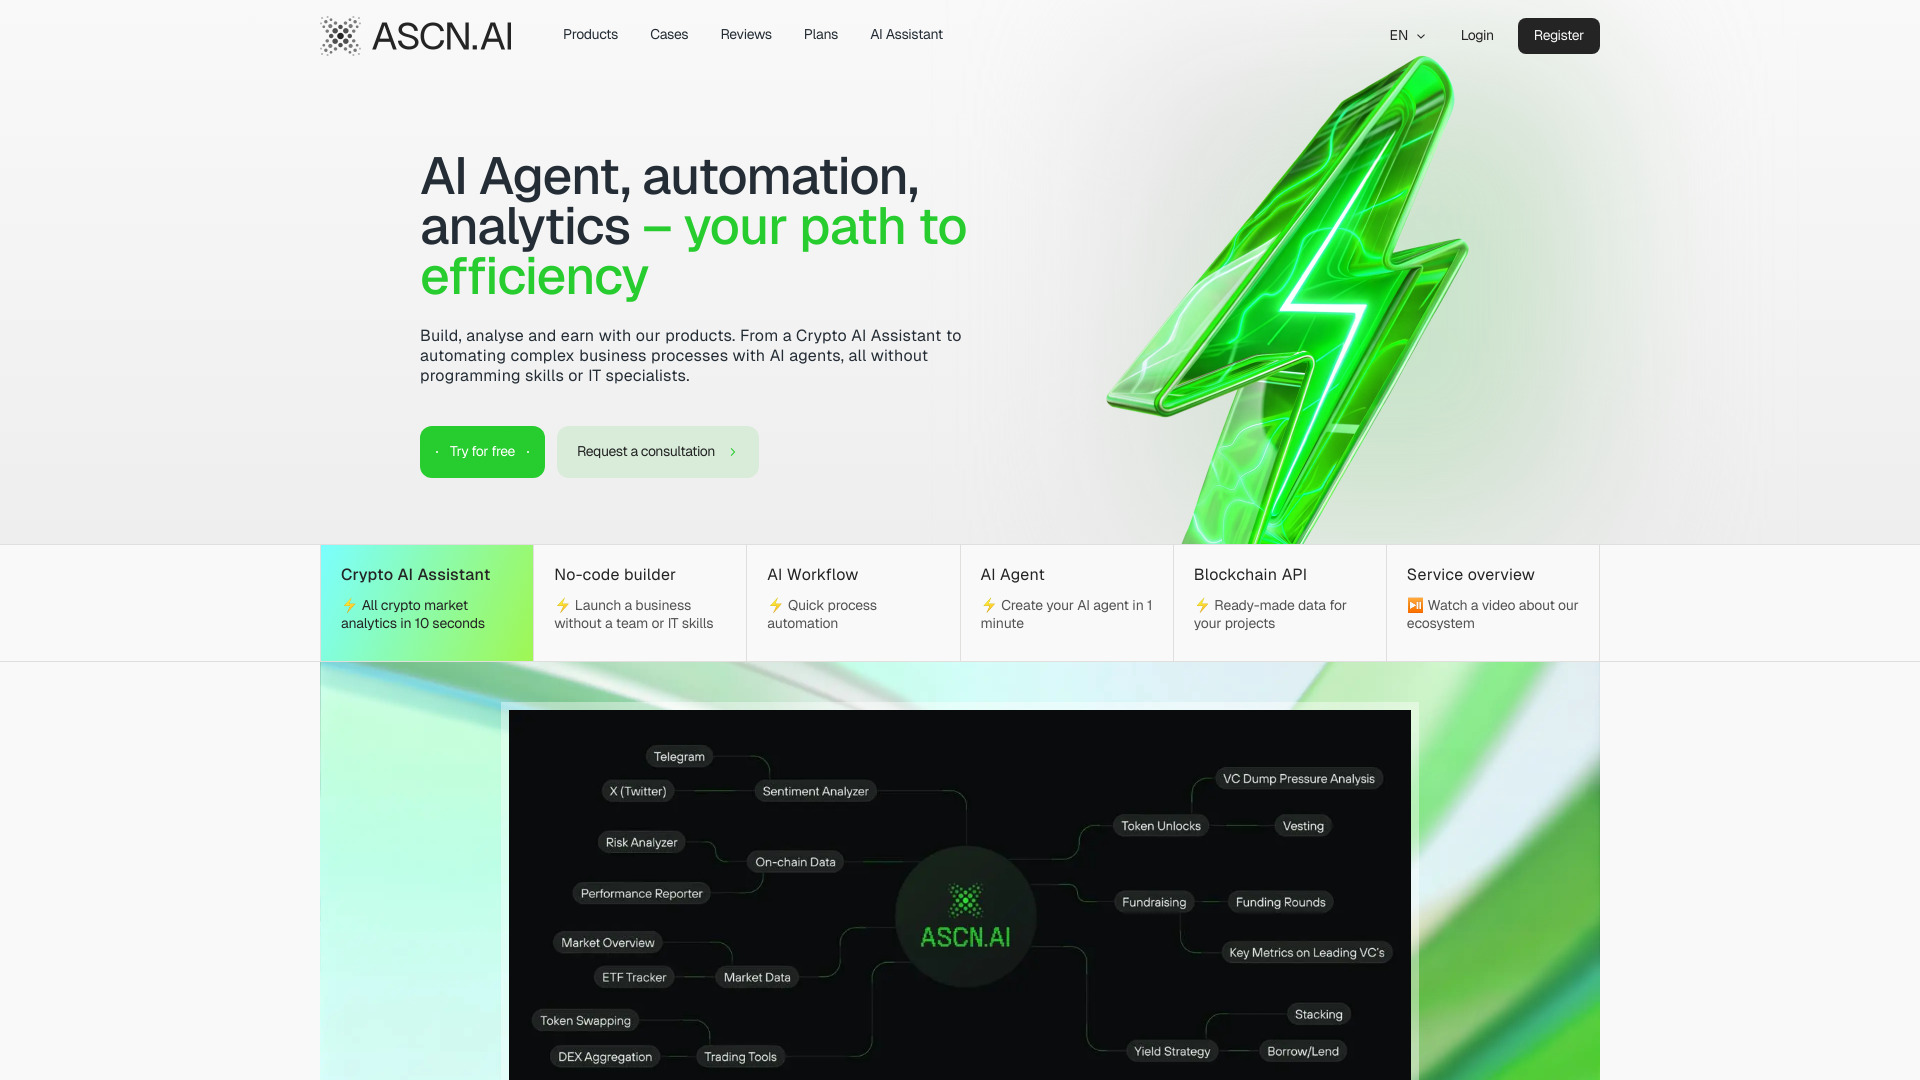 ASCN.AI
Products
Cases
Reviews
Plans
AI Assistant
EN
Login
Register
AI Agent, automation,
analytics – your path to
efficiency
Build, analyse and earn with our products. From a Crypto AI Assistant to
automating complex business processes with AI agents, all without
programming skills or IT specialists.
Try for free
Request a consultation
Crypto AI Assistant
⚡ All crypto market
analytics in 10 seconds
No-code builder
⚡ Launch a business
without a team or IT skills
AI Workflow
⚡ Quick process
automation
AI Agent
⚡ Create your AI agent in 1
minute
Blockchain API
⚡ Ready-made data for
your projects
Service overview
⏯️ Watch a video about our
ecosystem
Telegram
X (Twitter)
Sentiment Analyzer
Risk Analyzer
On-chain Data
Performance Reporter
Market Overview
ETF Tracker
Market Data
Token Swapping
DEX Aggregation
Trading Tools
ASCN.AI
VC Dump Pressure Analysis
Token Unlocks
Vesting
Fundraising
Funding Rounds
Key Metrics on Leading VC's
Stacking
Yield Strategy
Borrow/Lend